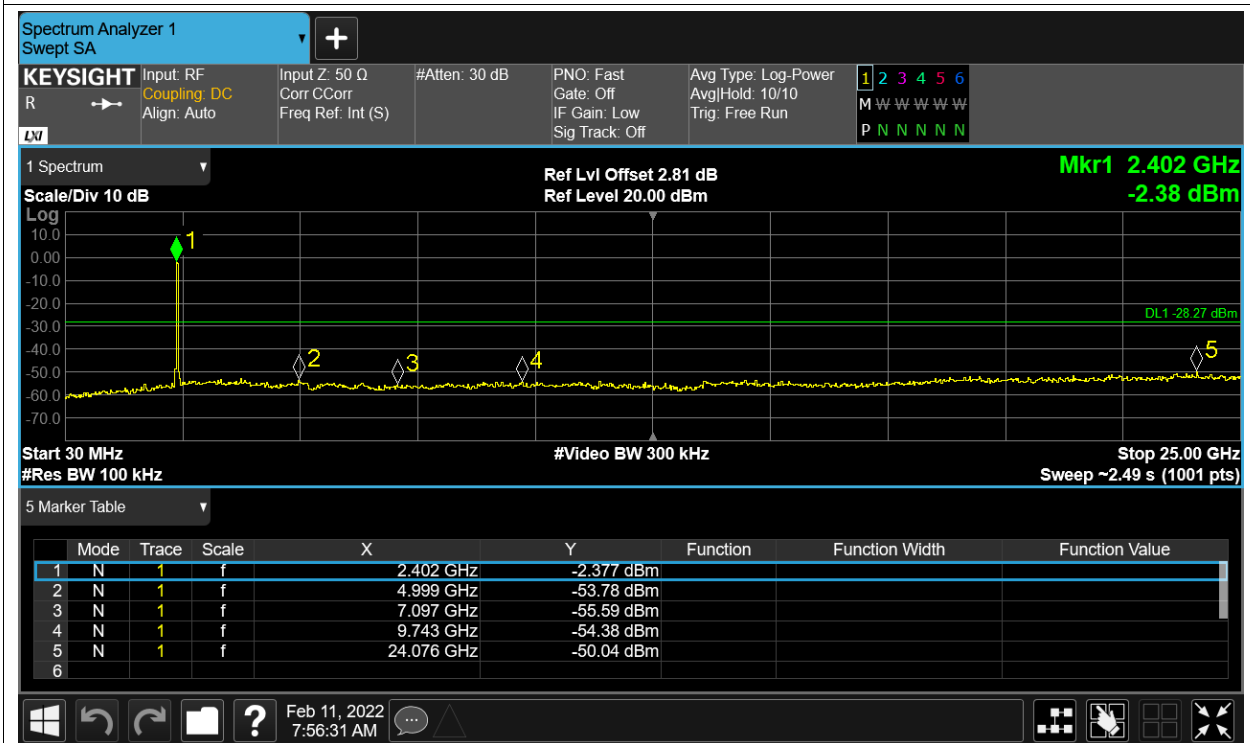 Spectrum Analyzer 1
Swept SA
KEYSIGHT
R
LXI
Input: RF
Coupling: DC
Align: Auto
Input Z: 50 Ω
Corr CCorr
Freq Ref: Int (S)
#Atten: 30 dB
PNO: Fast
Gate: Off
IF Gain: Low
Sig Track: Off
Avg Type: Log-Power
Avg|Hold: 10/10
Trig: Free Run
1 2 3 4 5 6
M W W W W W
P N N N N N
1 Spectrum
Scale/Div 10 dB
Ref Lvl Offset 2.81 dB
Ref Level 20.00 dBm
Mkr1 2.402 GHz
-2.38 dBm
Log
10.0
0.00
-10.0
-20.0
-30.0
-40.0
-50.0
-60.0
-70.0
1
2
3
4
5
DL1 -28.27 dBm
Start 30 MHz
#Video BW 300 kHz
Stop 25.00 GHz
#Res BW 100 kHz
Sweep ~2.49 s (1001 pts)
5 Marker Table
Mode Trace Scale X Y Function Function Width Function Value
1 N 1 f 2.402 GHz -2.377 dBm
2 N 1 f 4.999 GHz -53.78 dBm
3 N 1 f 7.097 GHz -55.59 dBm
4 N 1 f 9.743 GHz -54.38 dBm
5 N 1 f 24.076 GHz -50.04 dBm
6
?
Feb 11, 2022
7:56:31 AM